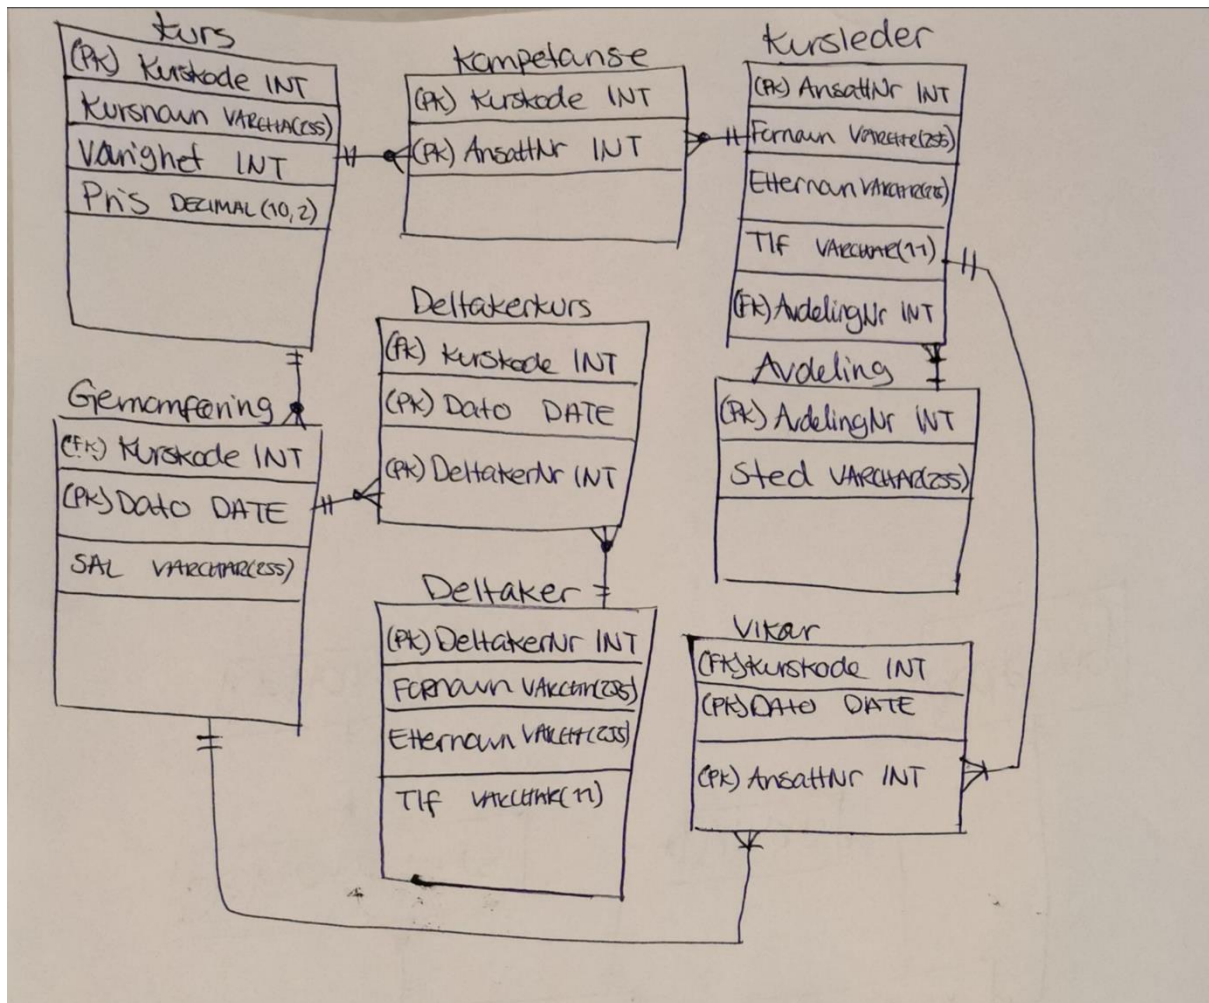 Kurs
(PK) Kurskode INT
Kursnavn VARCHA(255)
Varighet INT
Pris DEZIMAL(10,2)
Kompetanse
(PK) Kurskode INT
(PK) AnsattNr INT
Kursleder
(PK) AnsattNr INT
Fornavn VARCHAR(255)
Etternavn VARCHAR(255)
Tlf VARCHAR(11)
(FK) AvdelingNr INT
Deltakerkurs
(PK) Kurskode INT
(PK) Dato DATE
(PK) DeltakerNr INT
Avdeling
(PK) AvdelingNr INT
Sted VARCHAR(255)
Gjennomføring
(FK) Kurskode INT
(PK) Dato DATE
SAL VARCHAR(255)
Deltaker
(PK) DeltakerNr INT
Fornavn VARCHAR(255)
Etternavn VARCHAR(255)
Tlf VARCHAR(11)
Vikar
(FK) Kurskode INT
(PK) Dato DATE
(PK) AnsattNr INT